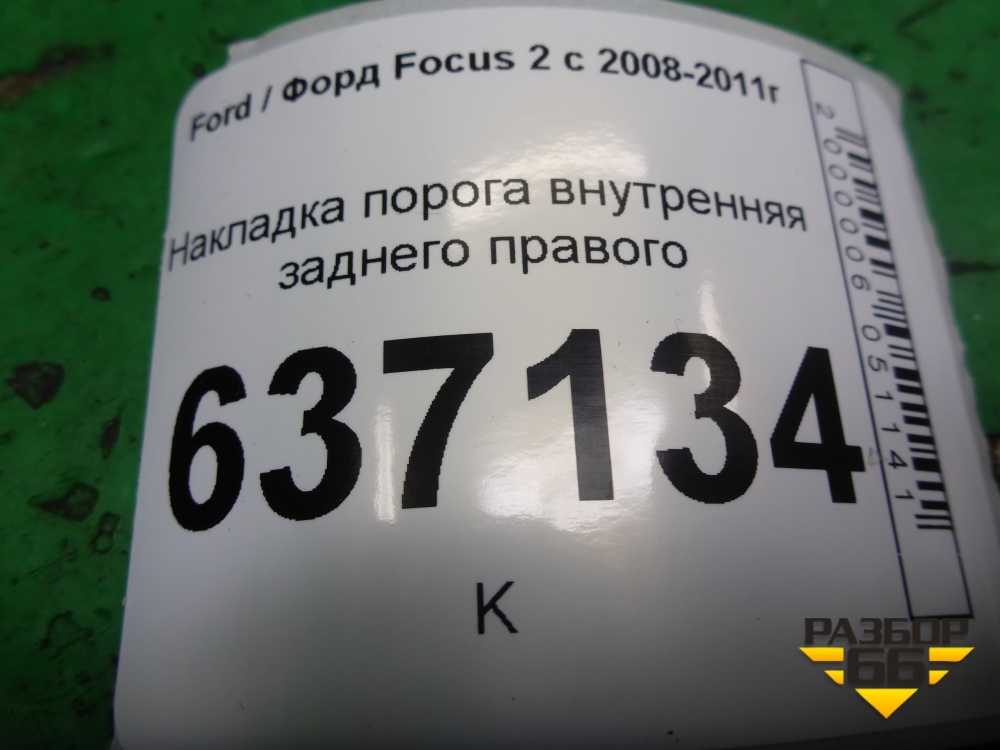 Ford / Форд Focus 2 с 2008-2011г
Накладка порога внутренняя
заднего правого
637134
К
2000006051141
РАЗБОР
66